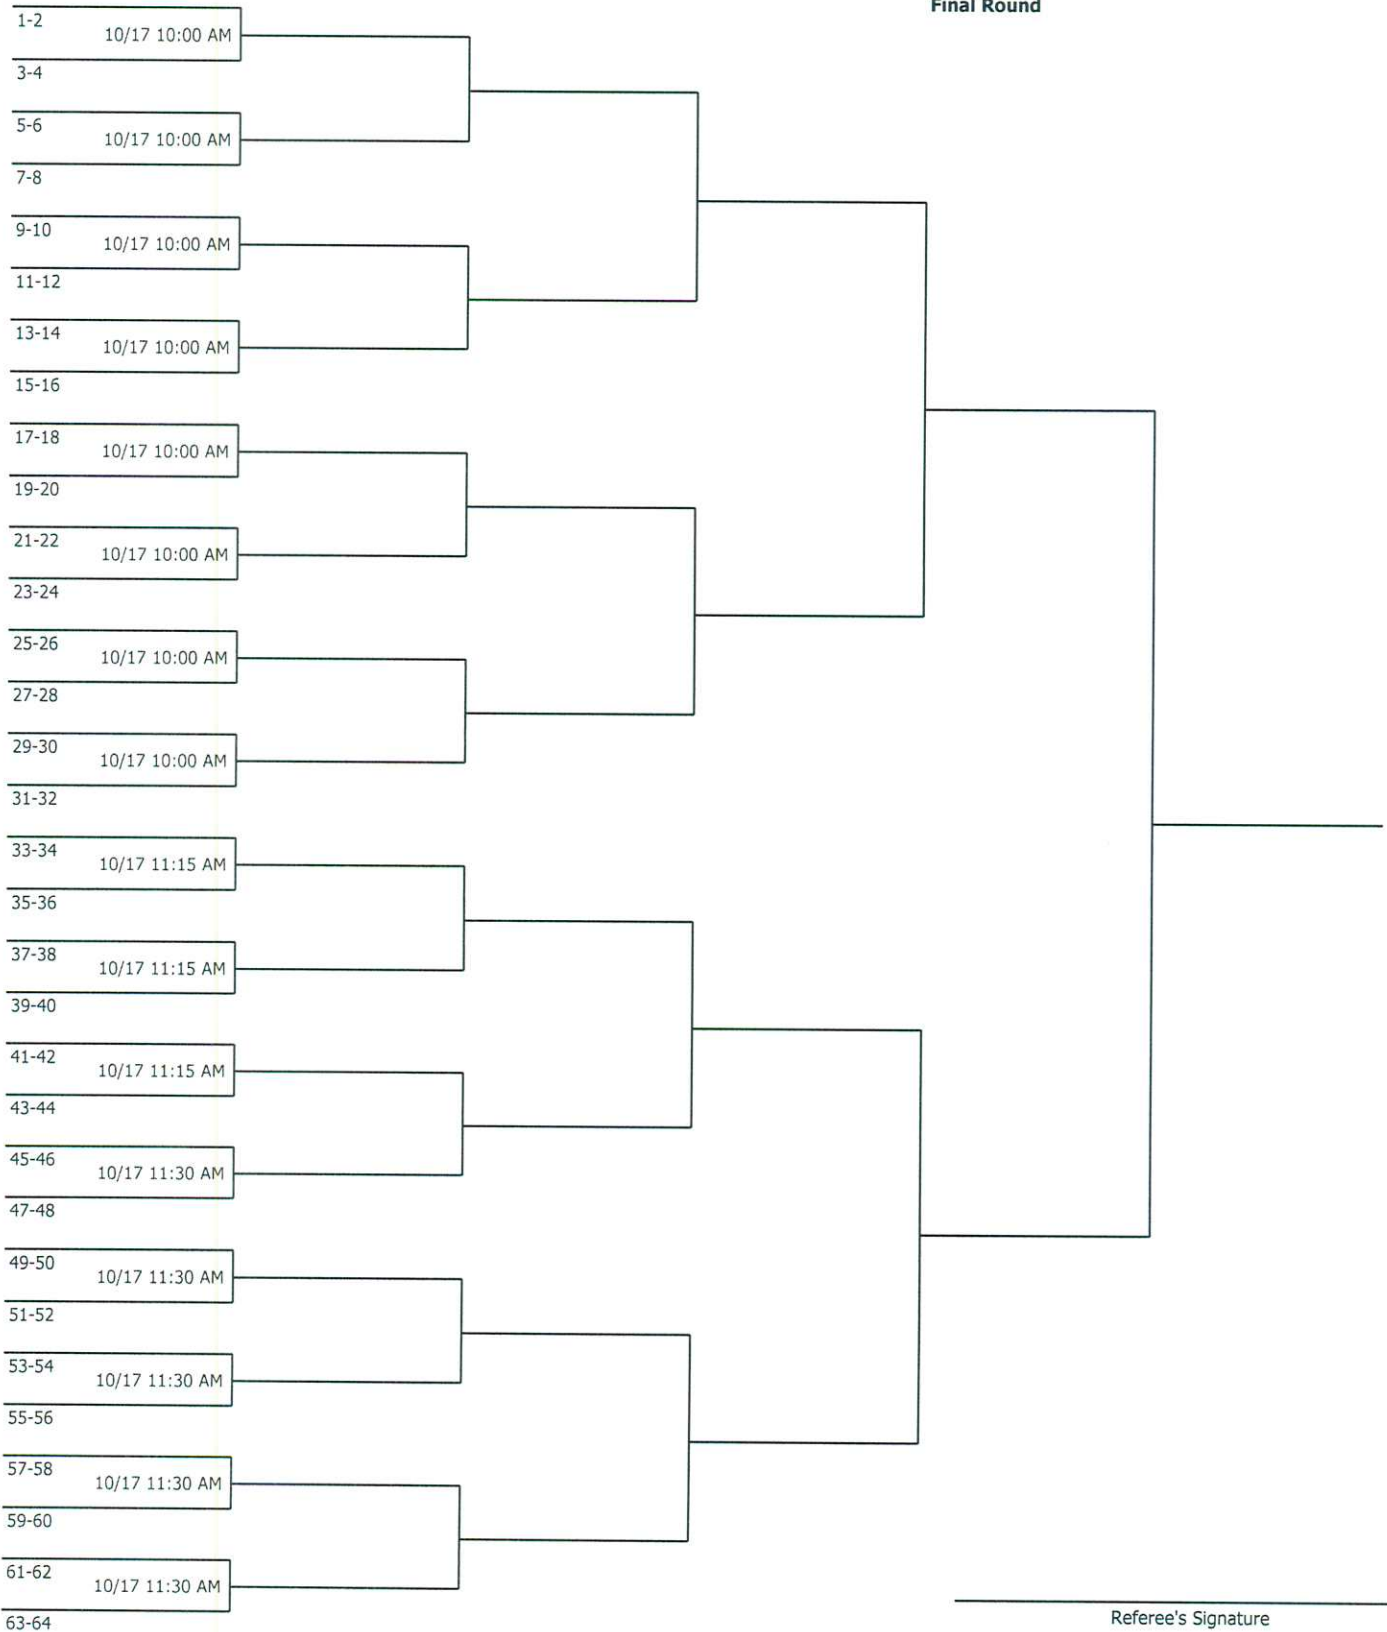 Final Round
1-2
10/17 10:00 AM
3-4
5-6
10/17 10:00 AM
7-8
9-10
10/17 10:00 AM
11-12
13-14
10/17 10:00 AM
15-16
17-18
10/17 10:00 AM
19-20
21-22
10/17 10:00 AM
23-24
25-26
10/17 10:00 AM
27-28
29-30
10/17 10:00 AM
31-32
33-34
10/17 11:15 AM
35-36
37-38
10/17 11:15 AM
39-40
41-42
10/17 11:15 AM
43-44
45-46
10/17 11:30 AM
47-48
49-50
10/17 11:30 AM
51-52
53-54
10/17 11:30 AM
55-56
57-58
10/17 11:30 AM
59-60
61-62
10/17 11:30 AM
63-64
Referee's Signature